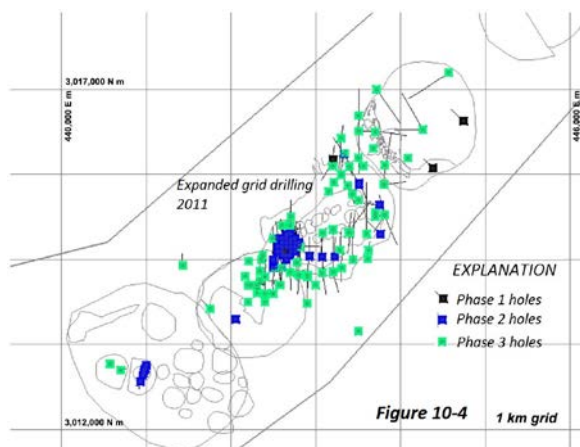 3,017,000 N m
440,000 E m
446,000 E m
Expanded grid drilling
2011
EXPLANATION
Phase 1 holes
Phase 2 holes
Phase 3 holes
Figure 10-4
1 km grid
3,012,000 N m